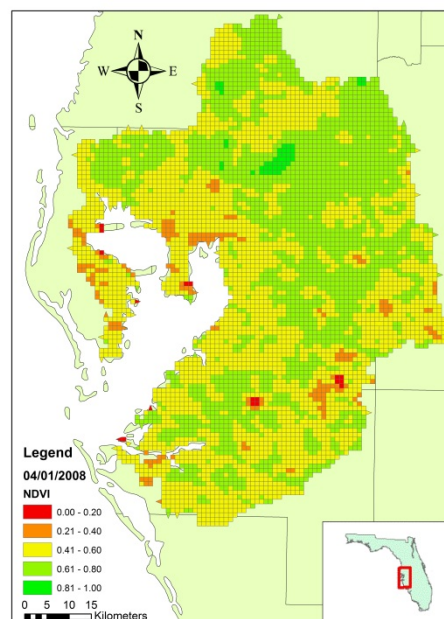 N
W E
S
Legend
04/01/2008
NDVI
0.00 - 0.20
0.21 - 0.40
0.41 - 0.60
0.61 - 0.80
0.81 - 1.00
0 5 10 15
Kilometers